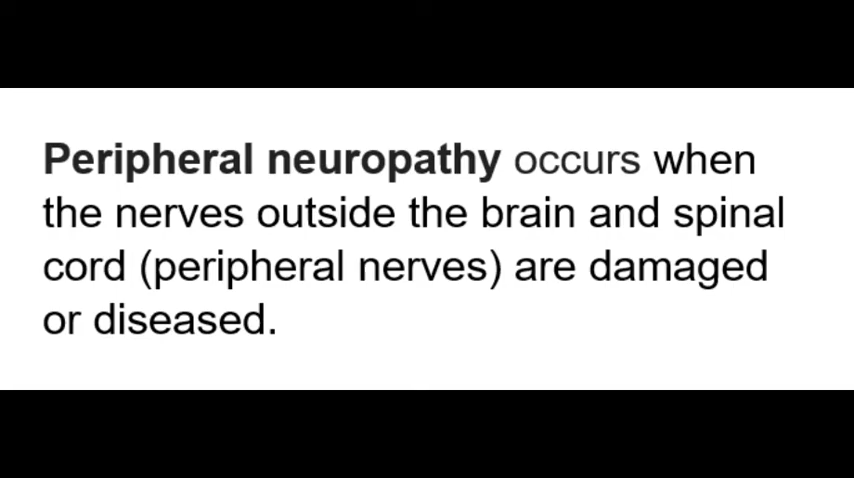 Peripheral neuropathy occurs when
the nerves outside the brain and spinal
cord (peripheral nerves) are damaged
or diseased.